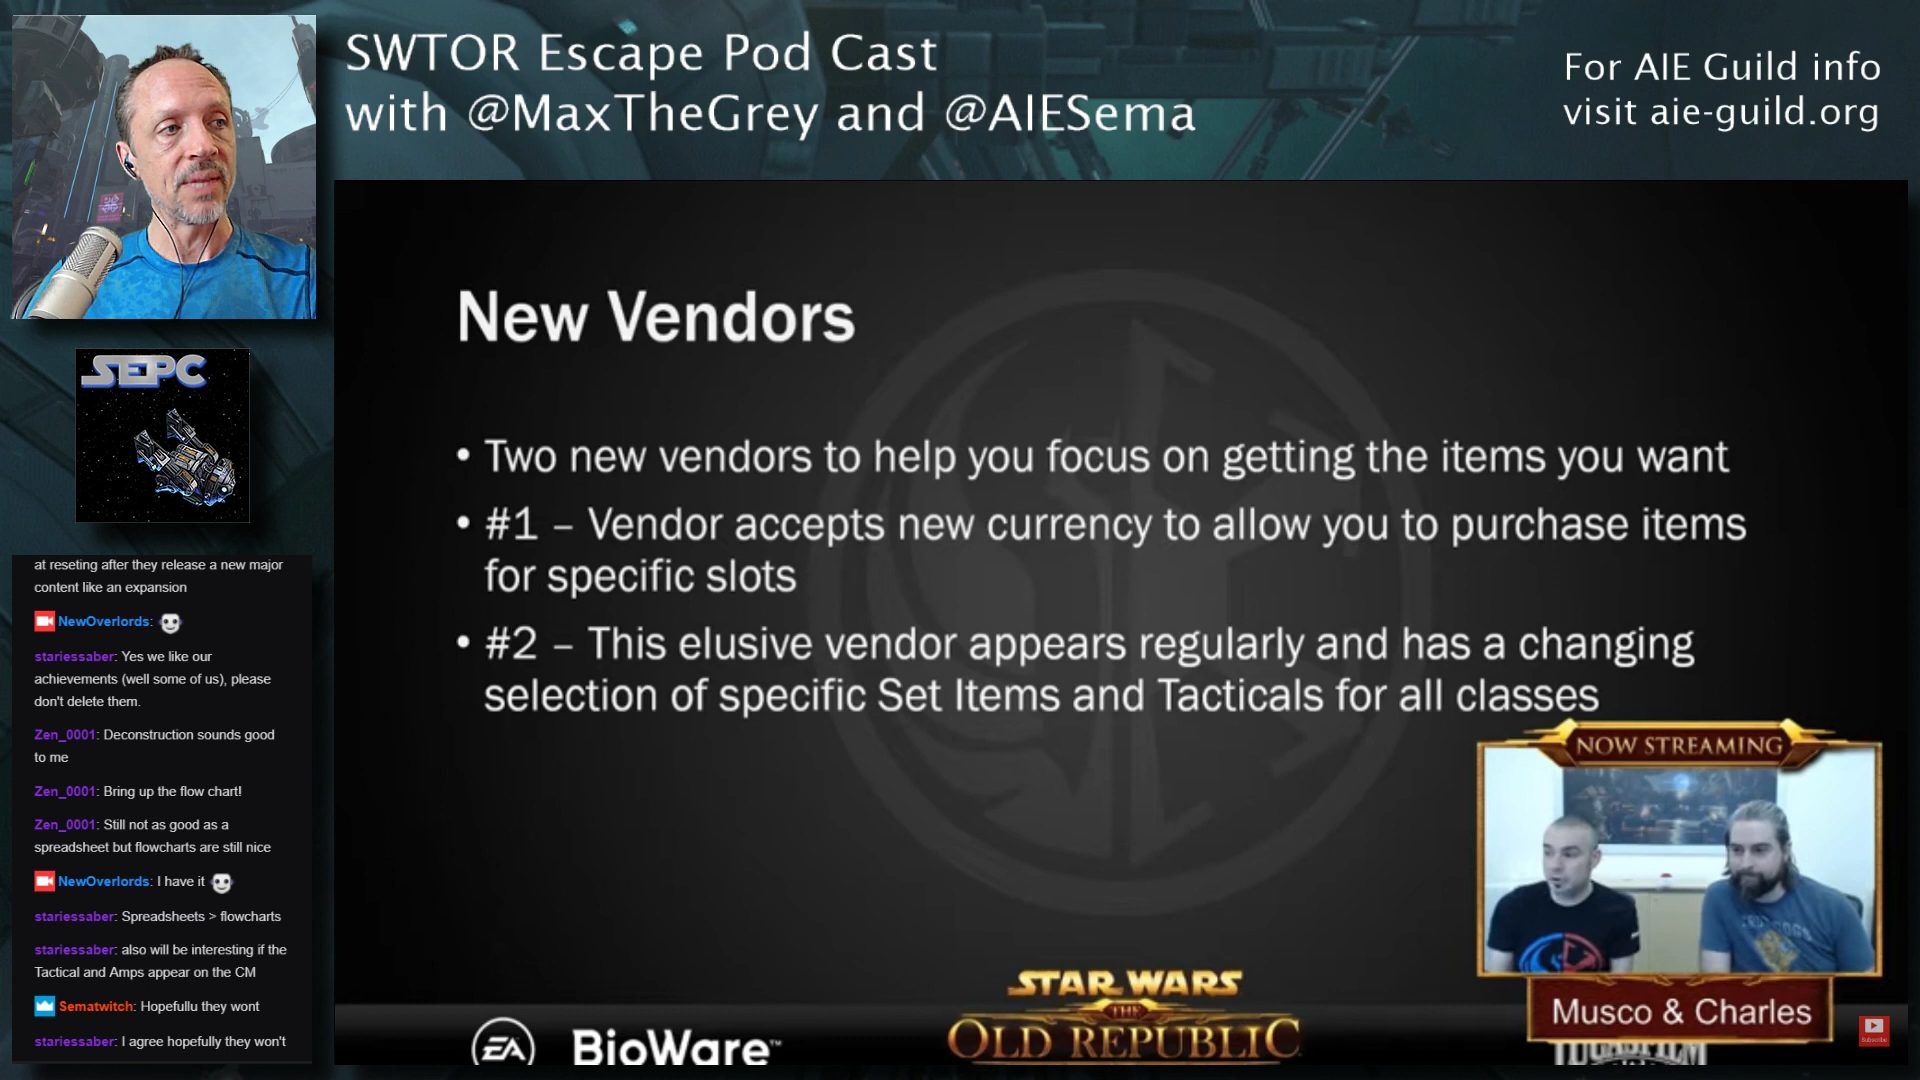 SWTOR Escape Pod Cast
with @MaxTheGrey and @AIESema
For AIE Guild info
visit aie-guild.org
SEPC
at reseting after they release a new major
content like an expansion
NewOverlords:
stariessaber: Yes we like our
achievements (well some of us), please
don't delete them.
Zen_0001: Deconstruction sounds good
to me
Zen_0001: Bring up the flow chart!
Zen_0001: Still not as good as a
spreadsheet but flowcharts are still nice
NewOverlords: I have it
stariessaber: Spreadsheets > flowcharts
stariessaber: also will be interesting if the
Tactical and Amps appear on the CM
Sematwitch: Hopefullu they wont
stariessaber: I agree hopefully they won't
New Vendors
• Two new vendors to help you focus on getting the items you want
• #1 – Vendor accepts new currency to allow you to purchase items
for specific slots
• #2 – This elusive vendor appears regularly and has a changing
selection of specific Set Items and Tacticals for all classes
NOW STREAMING
Musco & Charles
EA
BioWare™
STAR WARS
THE
OLD REPUBLIC
LUCASFILM
Subscribe